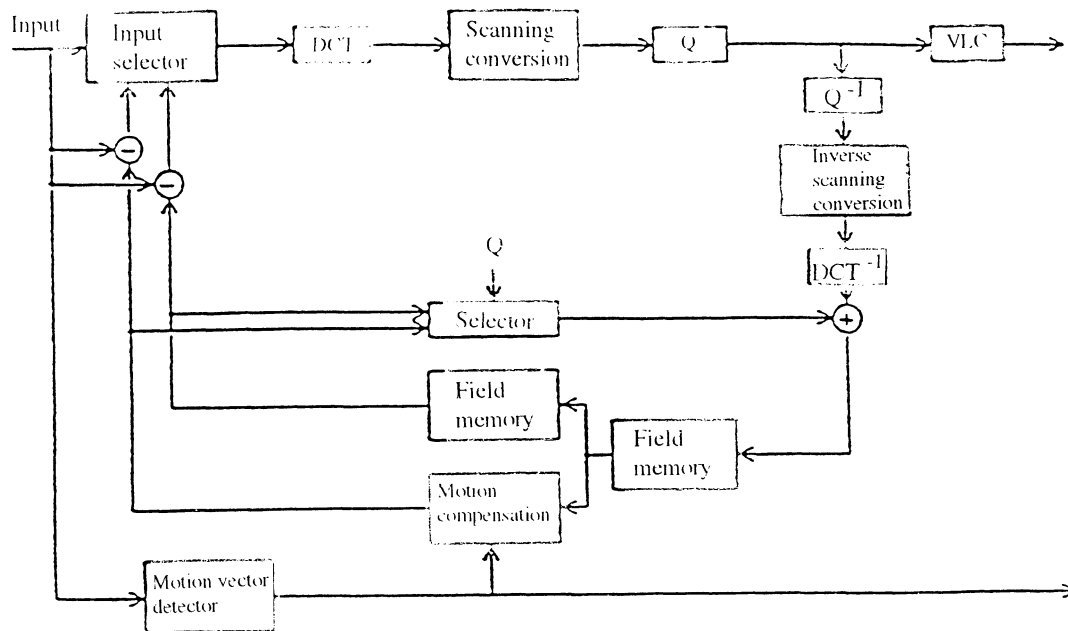 Input
Input
selector
DCT
Scanning
conversion
Q
VLC
Q⁻¹
Inverse
scanning
conversion
DCT⁻¹
Q
Selector
Field
memory
Field
memory
Motion
compensation
Motion vector
detector